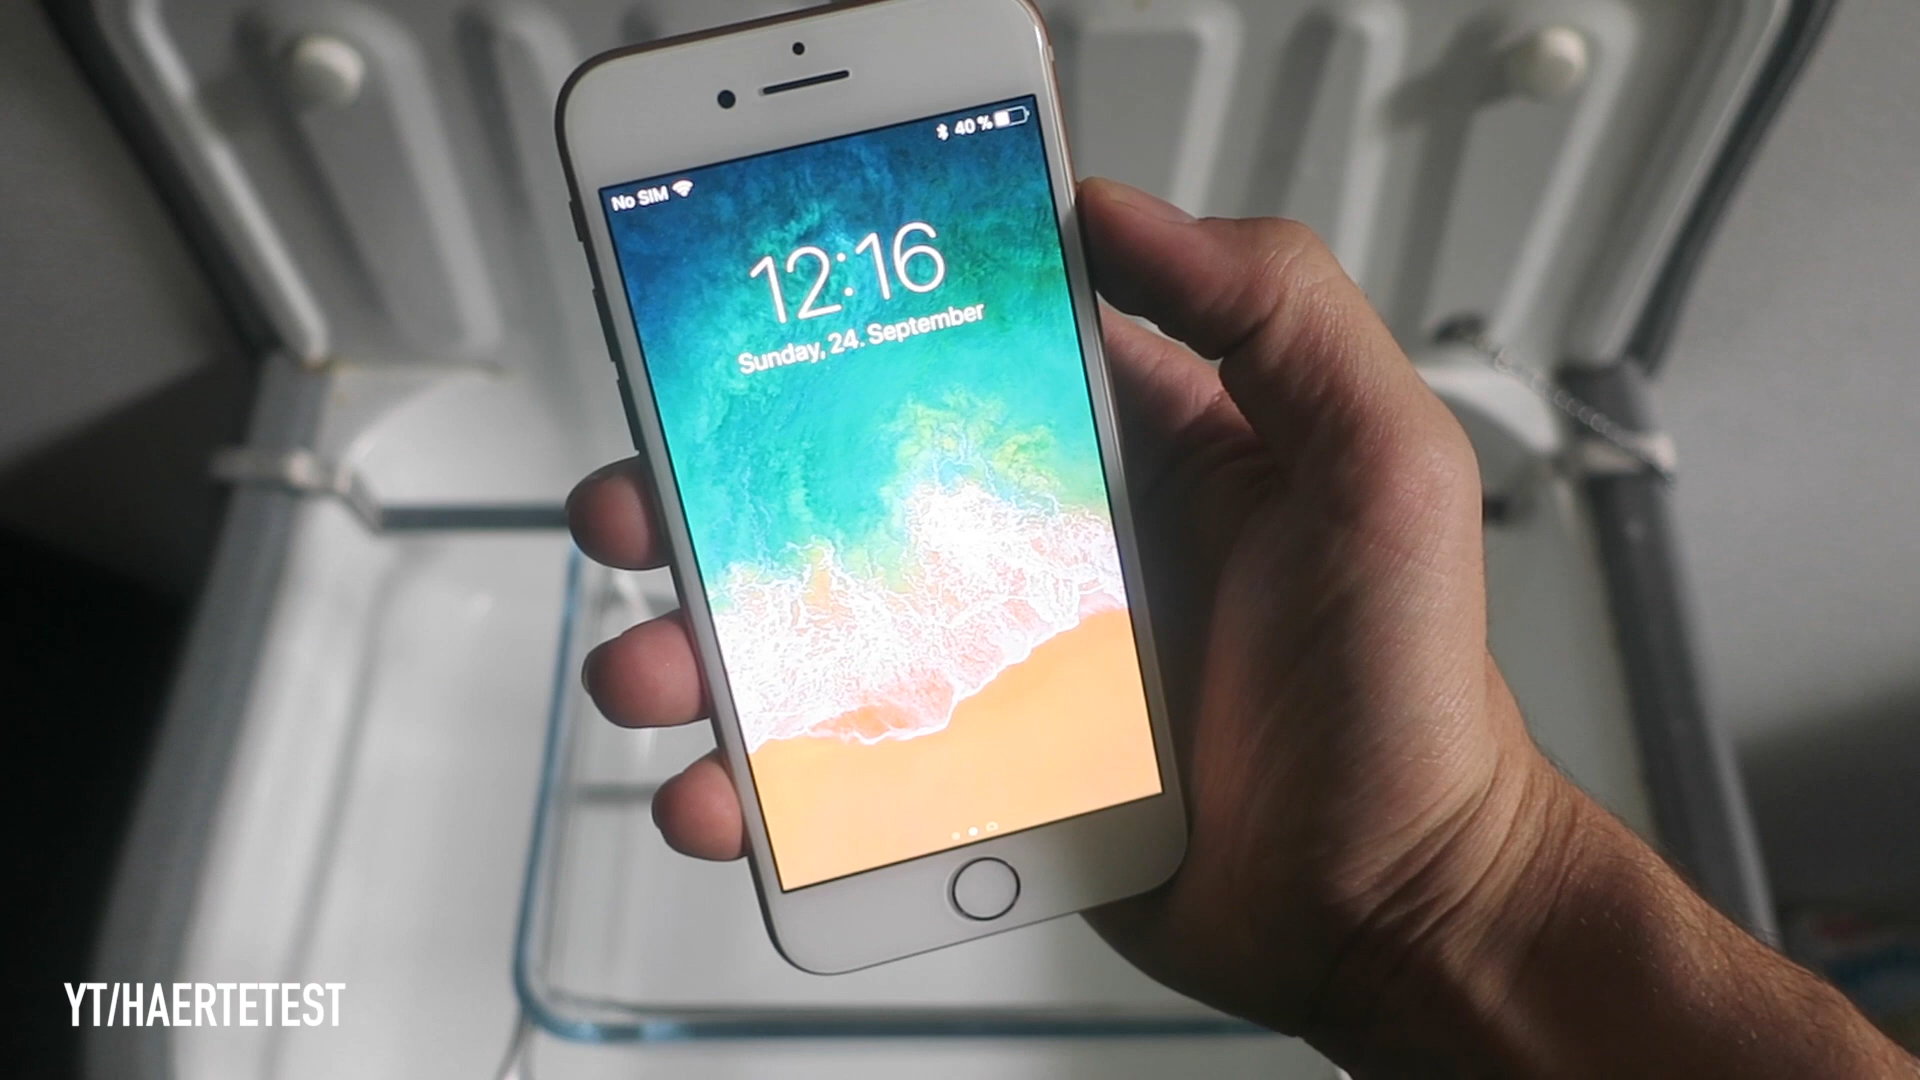 No SIM
40 %
12:16
Sunday, 24. September
YT/HAERTETEST